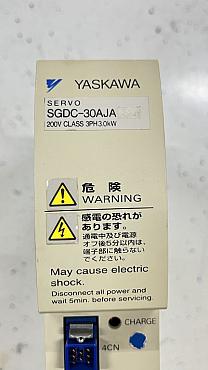 YASKAWA
SERVO
SGDC-30AJA
200V CLASS 3PH3.0kW
危険
WARNING
感電の恐れが
あります。
通電中及び電源
オフ後5分以内は、
端子部に触らない
でください。
May cause electric
shock.
Disconnect all power and
wait 5min. before servicing.
CHARGE
4CN